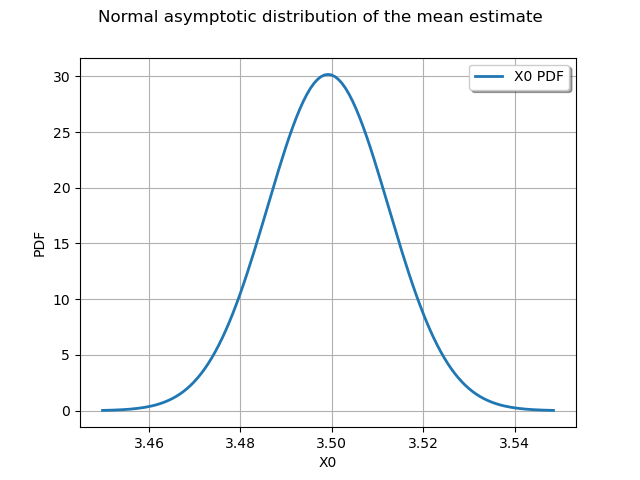 Normal asymptotic distribution of the mean estimate
X0 PDF
30
25
20
15
10
5
0
PDF
3.46 3.48 3.50 3.52 3.54
X0